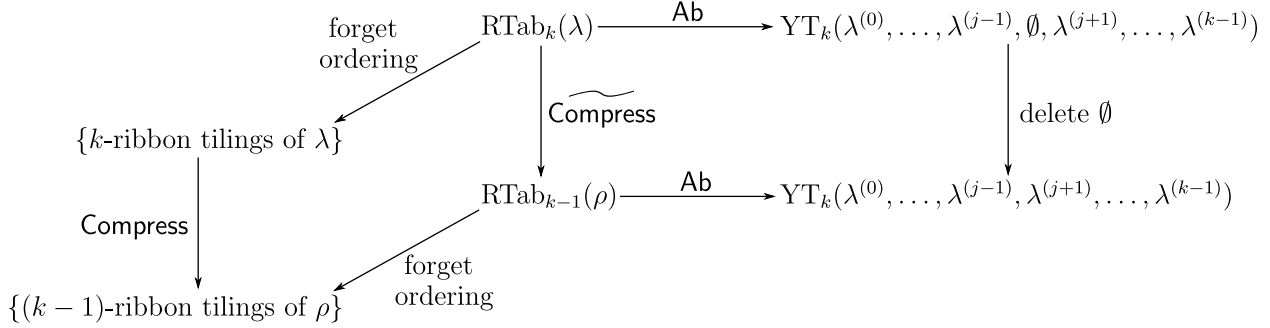 forget
ordering
RTab_k(λ)
Ab
YT_k(λ^(0), …, λ^(j−1), ∅, λ^(j+1), …, λ^(k−1))
{k-ribbon tilings of λ}
Compress
delete ∅
RTab_{k−1}(ρ)
Ab
YT_k(λ^(0), …, λ^(j−1), λ^(j+1), …, λ^(k−1))
Compress
forget
ordering
{(k − 1)-ribbon tilings of ρ}